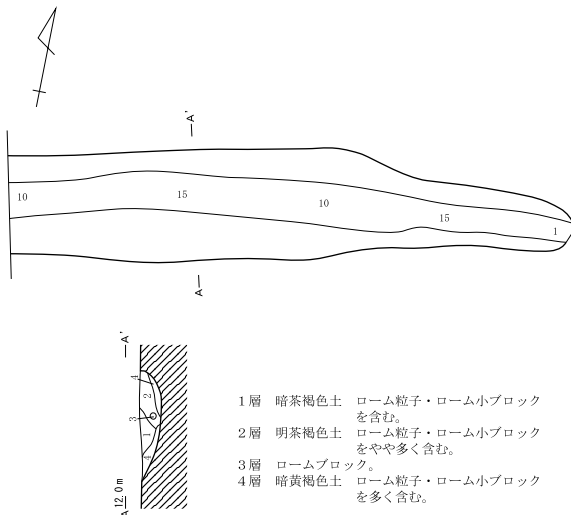 A'
10
15
10
15
1
A
A'
4
2
3
1
4
A
12.0m
1層 暗茶褐色土 ローム粒子・ローム小ブロック
を含む。
2層 明茶褐色土 ローム粒子・ローム小ブロック
をやや多く含む。
3層 ロームブロック。
4層 暗黄褐色土 ローム粒子・ローム小ブロック
を多く含む。